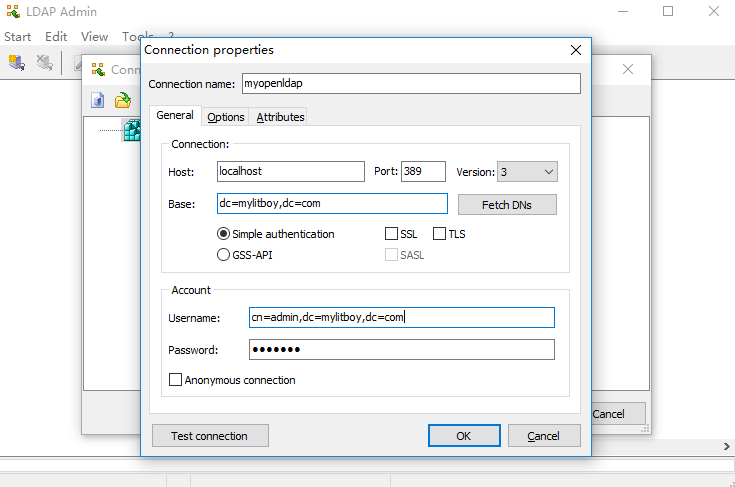 LDAP Admin
Start Edit View Tools ?
Conn
Connection properties
Connection name: myopenldap
General Options Attributes
Connection:
Host: localhost Port: 389 Version: 3
Base: dc=mylitboy,dc=com Fetch DNs
Simple authentication SSL TLS
GSS-API SASL
Account
Username: cn=admin,dc=mylitboy,dc=com
Password: •••••••
Anonymous connection
Cancel
Test connection OK Cancel